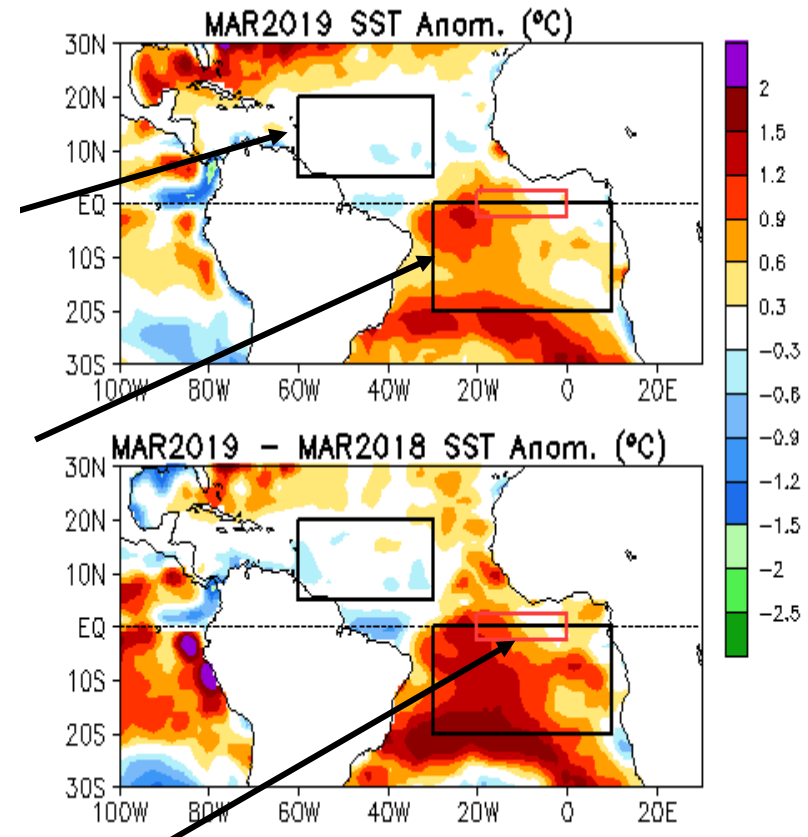 MAR2019 SST Anom. (ºC)
30N
20N
10N
EQ
10S
20S
30S
100W 80W 60W 40W 20W 0 20E
MAR2019 - MAR2018 SST Anom. (ºC)
30N
20N
10N
EQ
10S
20S
30S
100W 80W 60W 40W 20W 0 20E
2
1.5
1.2
0.9
0.6
0.3
-0.3
-0.6
-0.9
-1.2
-1.5
-2
-2.5